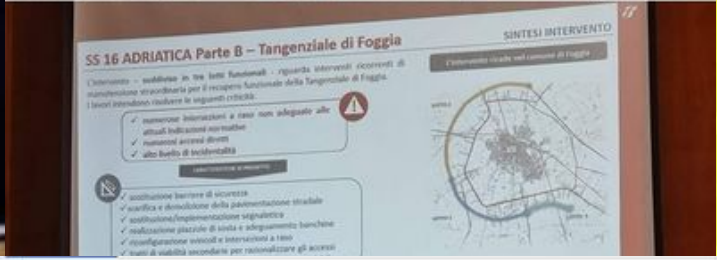 SS 16 ADRIATICA Parte B – Tangenziale di Foggia
SINTESI INTERVENTO
L'intervento – suddiviso in tre lotti funzionali - riguarda interventi ricorrenti di
manutenzione straordinaria per il recupero funzionale della Tangenziale di Foggia.
I lavori intendono risolvere le seguenti criticità:
✓ numerose intersezioni a raso non adeguate alle
attuali indicazioni normative
✓ numerosi accessi diretti
✓ alto livello di incidentalità
✓ sostituzione barriere di sicurezza
✓ scarifica e demolizione della pavimentazione stradale
✓ sostituzione/implementazione segnaletica
✓ realizzazione piazzole di sosta e adeguamento banchine
✓ riconfigurazione svincoli e intersezioni a raso
✓ tratti di viabilità secondarie per razionalizzare gli accessi
L'intervento ricade nel comune di Foggia